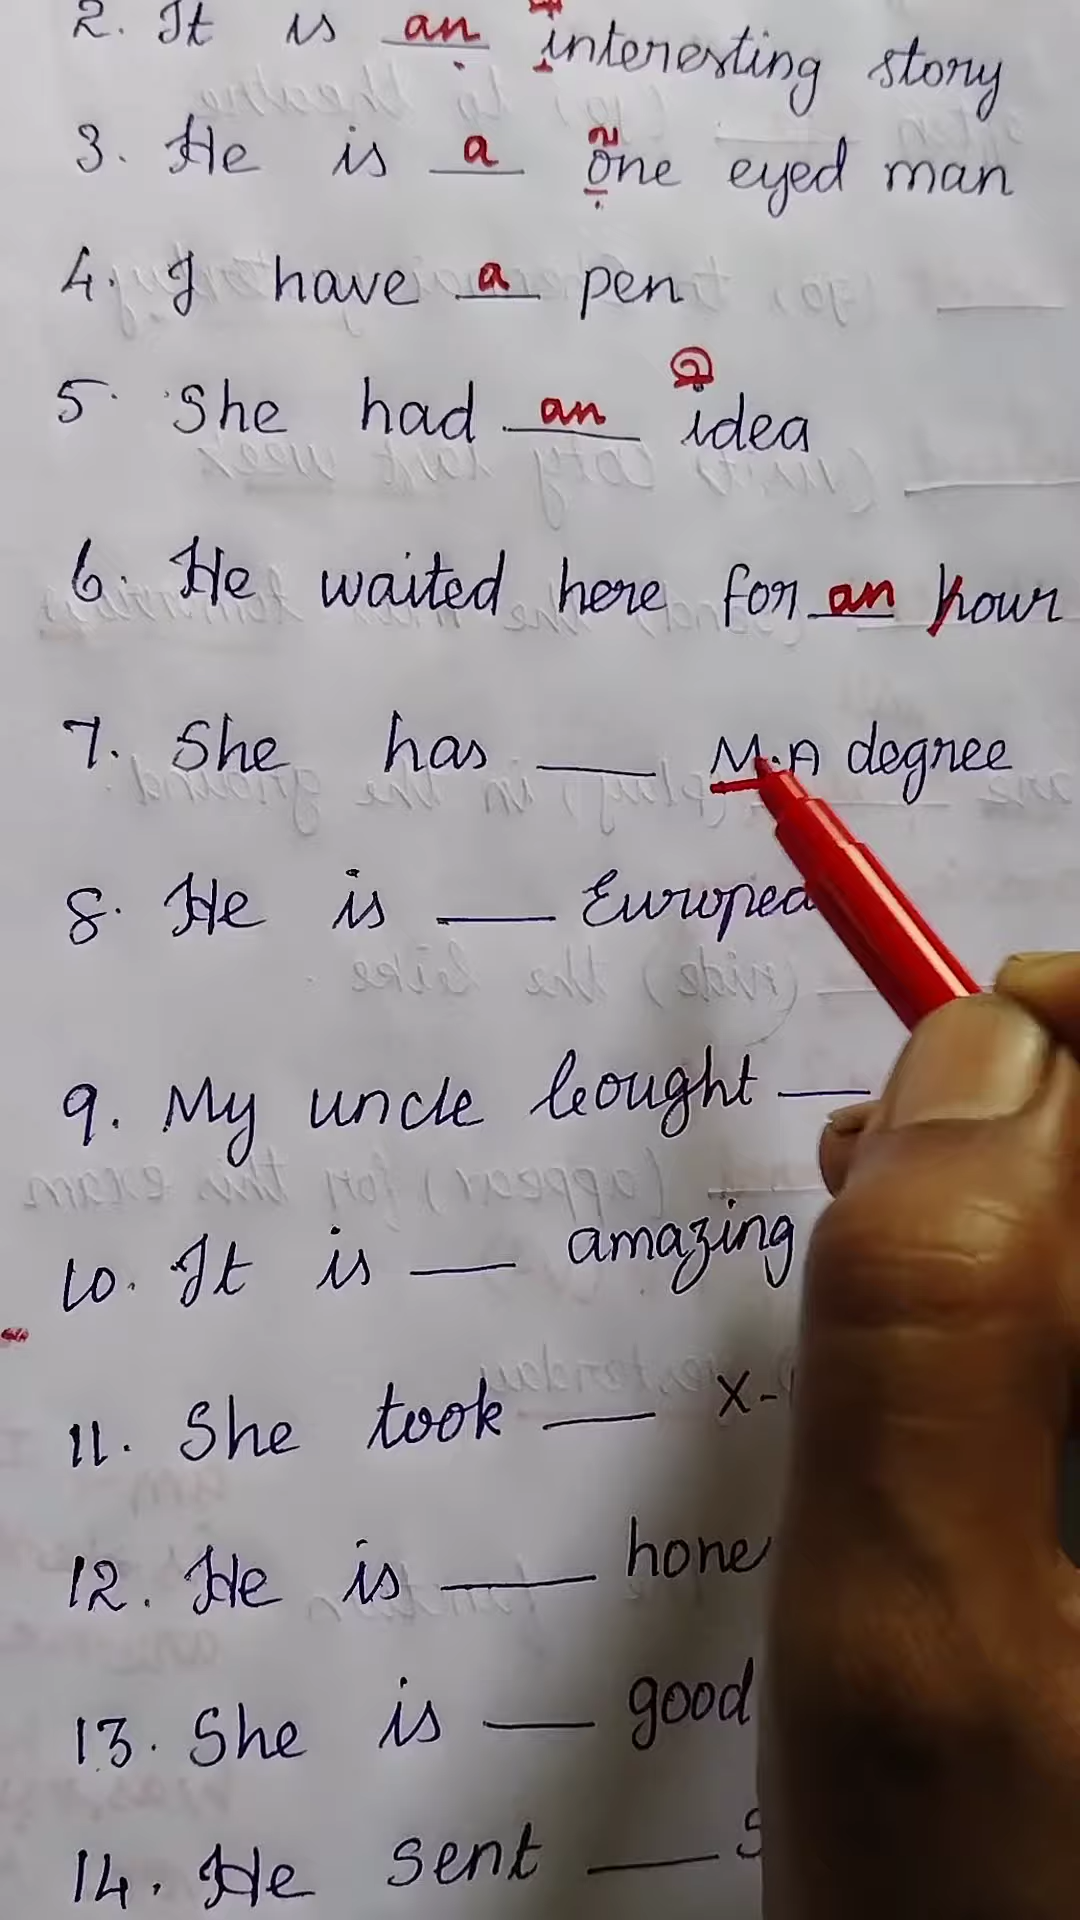 2. It is an interesting story
3. He is a one eyed man
4. I have a pen
5. She had an idea
6. He waited here for an hour
7. She has ___ M.A degree
8. He is ___
9. My uncle bought ___
10. It is ___ amazing
11. She took ___
12. He is ___
13. She is ___ good
14. He sent ___